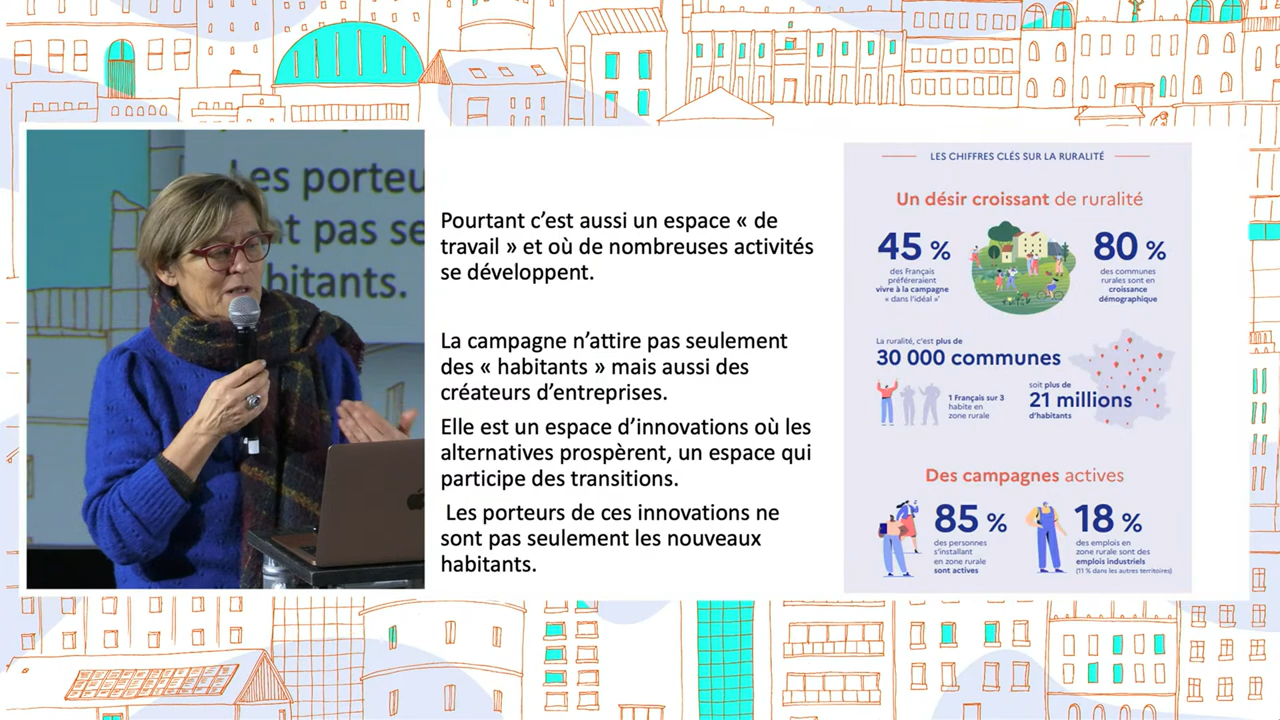 Les porteu
nt pas se
bitants.
Pourtant c’est aussi un espace « de
travail » et où de nombreuses activités
se développent.
La campagne n’attire pas seulement
des « habitants » mais aussi des
créateurs d’entreprises.
Elle est un espace d’innovations où les
alternatives prospèrent, un espace qui
participe des transitions.
Les porteurs de ces innovations ne
sont pas seulement les nouveaux
habitants.
LES CHIFFRES CLÉS SUR LA RURALITÉ
Un désir croissant de ruralité
45 %
des Français
préféreraient
vivre à la campagne
« dans l’idéal »
80 %
des communes
rurales sont en
croissance
démographique
La ruralité, c’est plus de
30 000 communes
1 Français sur 3
habite en
zone rurale
soit plus de
21 millions
d’habitants
Des campagnes actives
85 %
des personnes
s’installant
en zone rurale
sont actives
18 %
des emplois en
zone rurale sont des
emplois industriels
(11 % dans les autres territoires)